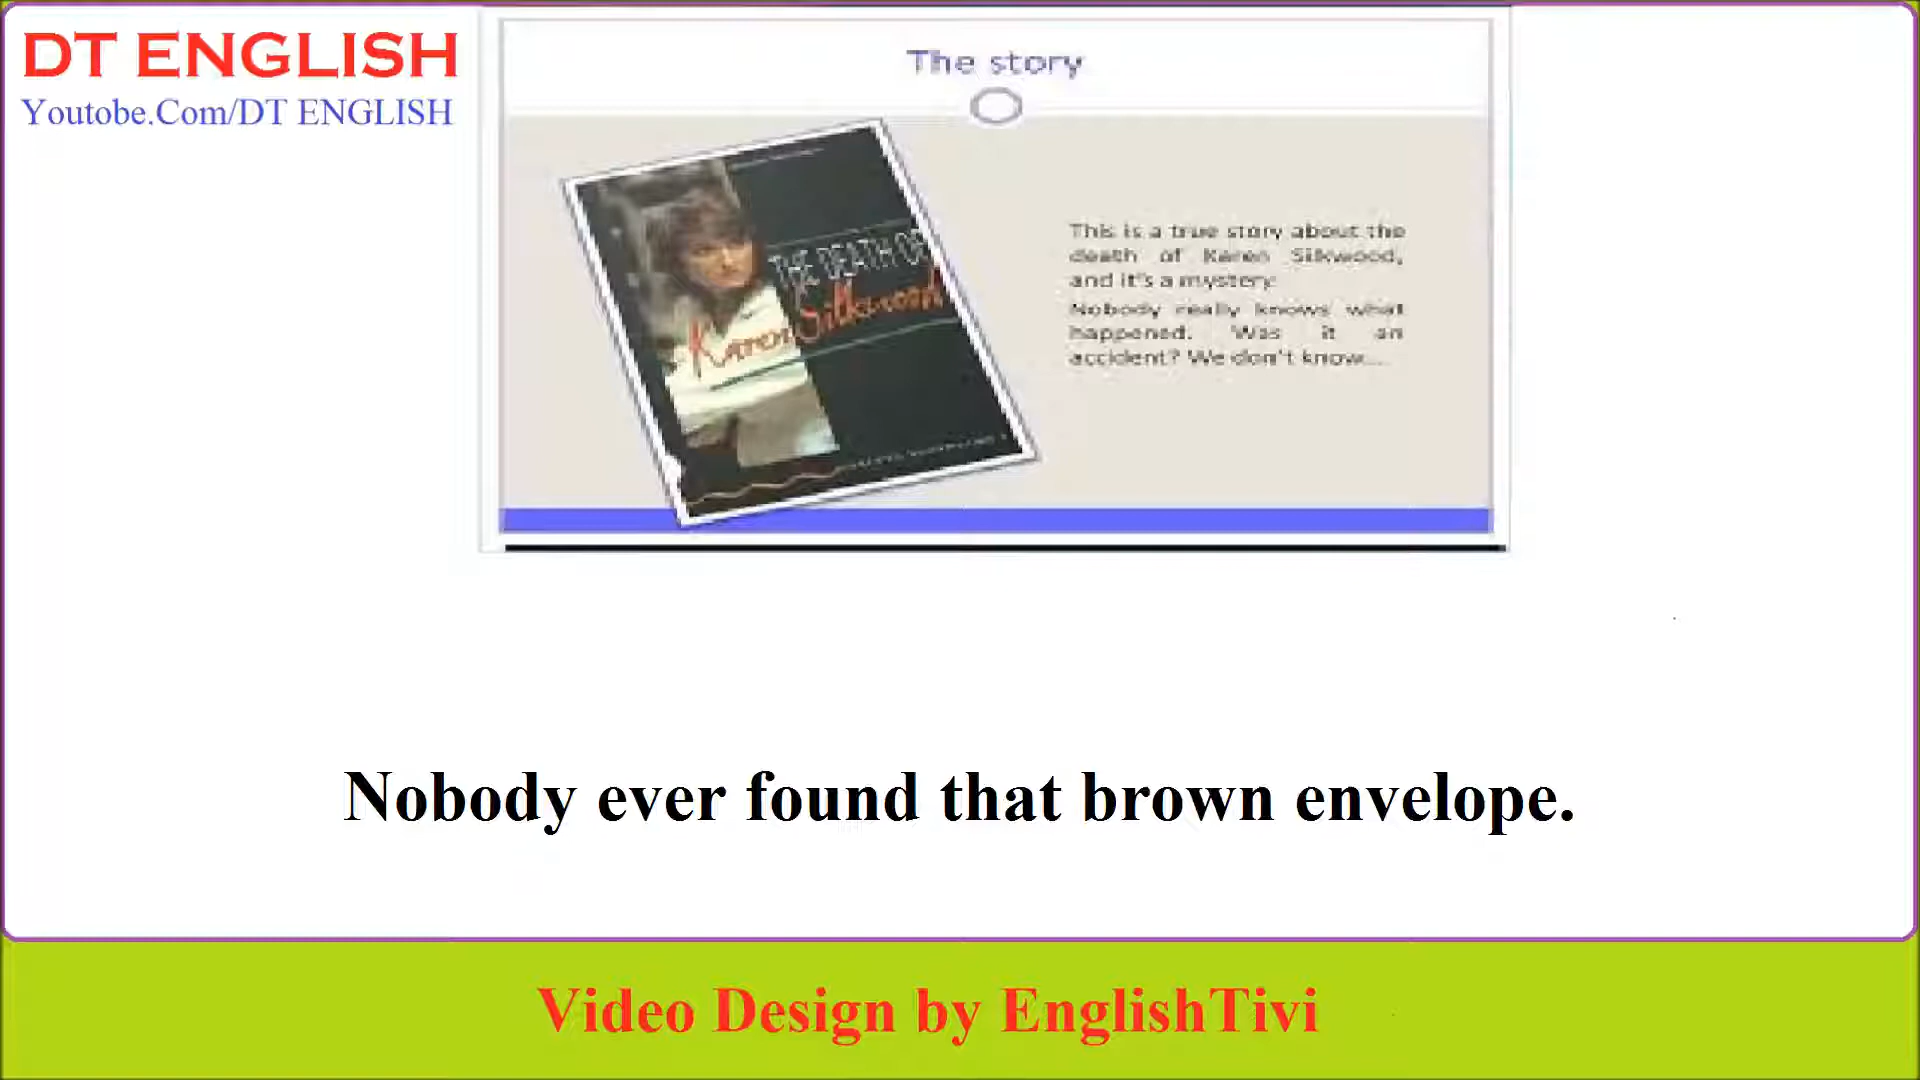 DT ENGLISH
Youtobe.Com/DT ENGLISH
The story
THE DEATH OF
Karen Silkwood
This is a true story about the
death of Karen Silkwood,
and it's a mystery.
Nobody really knows what
happened. Was it an
accident? We don't know...
Nobody ever found that brown envelope.
Video Design by EnglishTivi